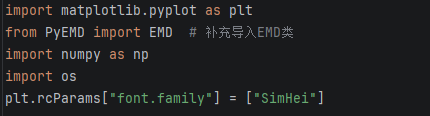 import matplotlib.pyplot as plt
from PyEMD import EMD  # 补充导入EMD类
import numpy as np
import os
plt.rcParams["font.family"] = ["SimHei"]